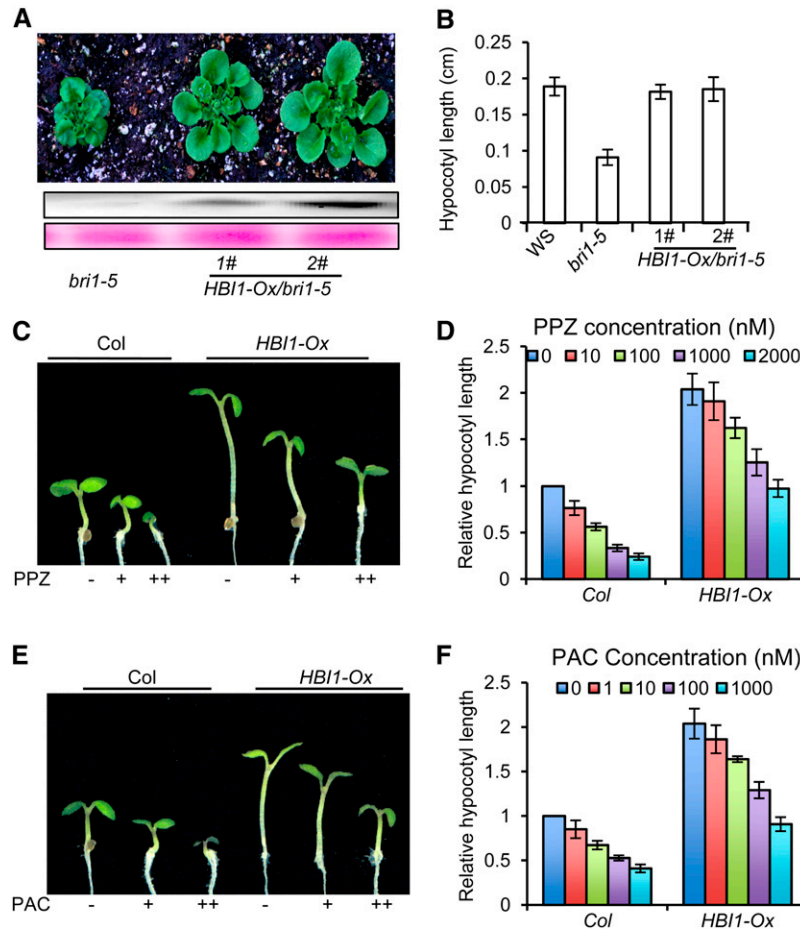 A
bri1-5
1#
2#
HBI1-Ox/bri1-5
B
Hypocotyl length (cm)
0.25
0.2
0.15
0.1
0.05
0
WS
bri1-5
1#
2#
HBI1-Ox/bri1-5
C
Col
HBI1-Ox
PPZ
-
+
++
-
+
++
D
PPZ concentration (nM)
0
10
100
1000
2000
Relative hypocotyl length
2.5
2
1.5
1
0.5
0
Col
HBI1-Ox
E
Col
HBI1-Ox
PAC
-
+
++
-
+
++
F
PAC Concentration (nM)
0
1
10
100
1000
Relative hypocotyl length
2.5
2
1.5
1
0.5
0
Col
HBI1-Ox